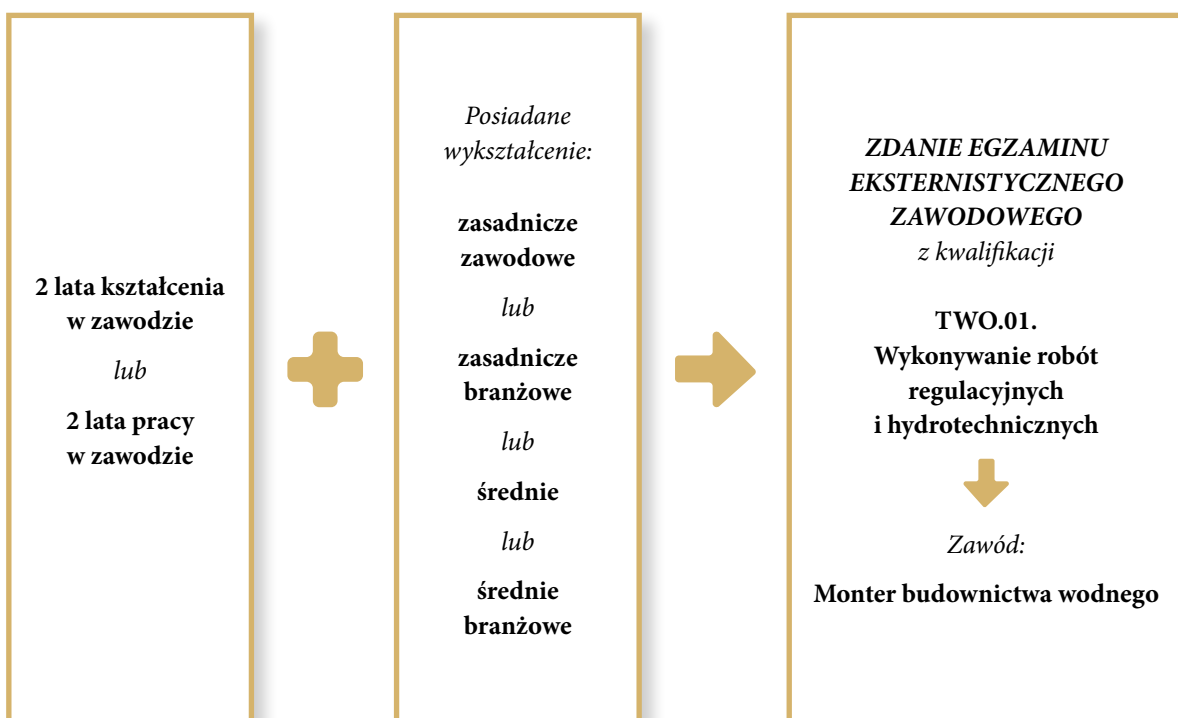 2 lata kształcenia
w zawodzie
lub
2 lata pracy
w zawodzie
Posiadane
wykształcenie:
zasadnicze
zawodowe
lub
zasadnicze
branżowe
lub
średnie
lub
średnie
branżowe
ZDANIE EGZAMINU
EKSTERNISTYCZNEGO
ZAWODOWEGO
z kwalifikacji
TWO.01.
Wykonywanie robót
regulacyjnych
i hydrotechnicznych
Zawód:
Monter budownictwa wodnego